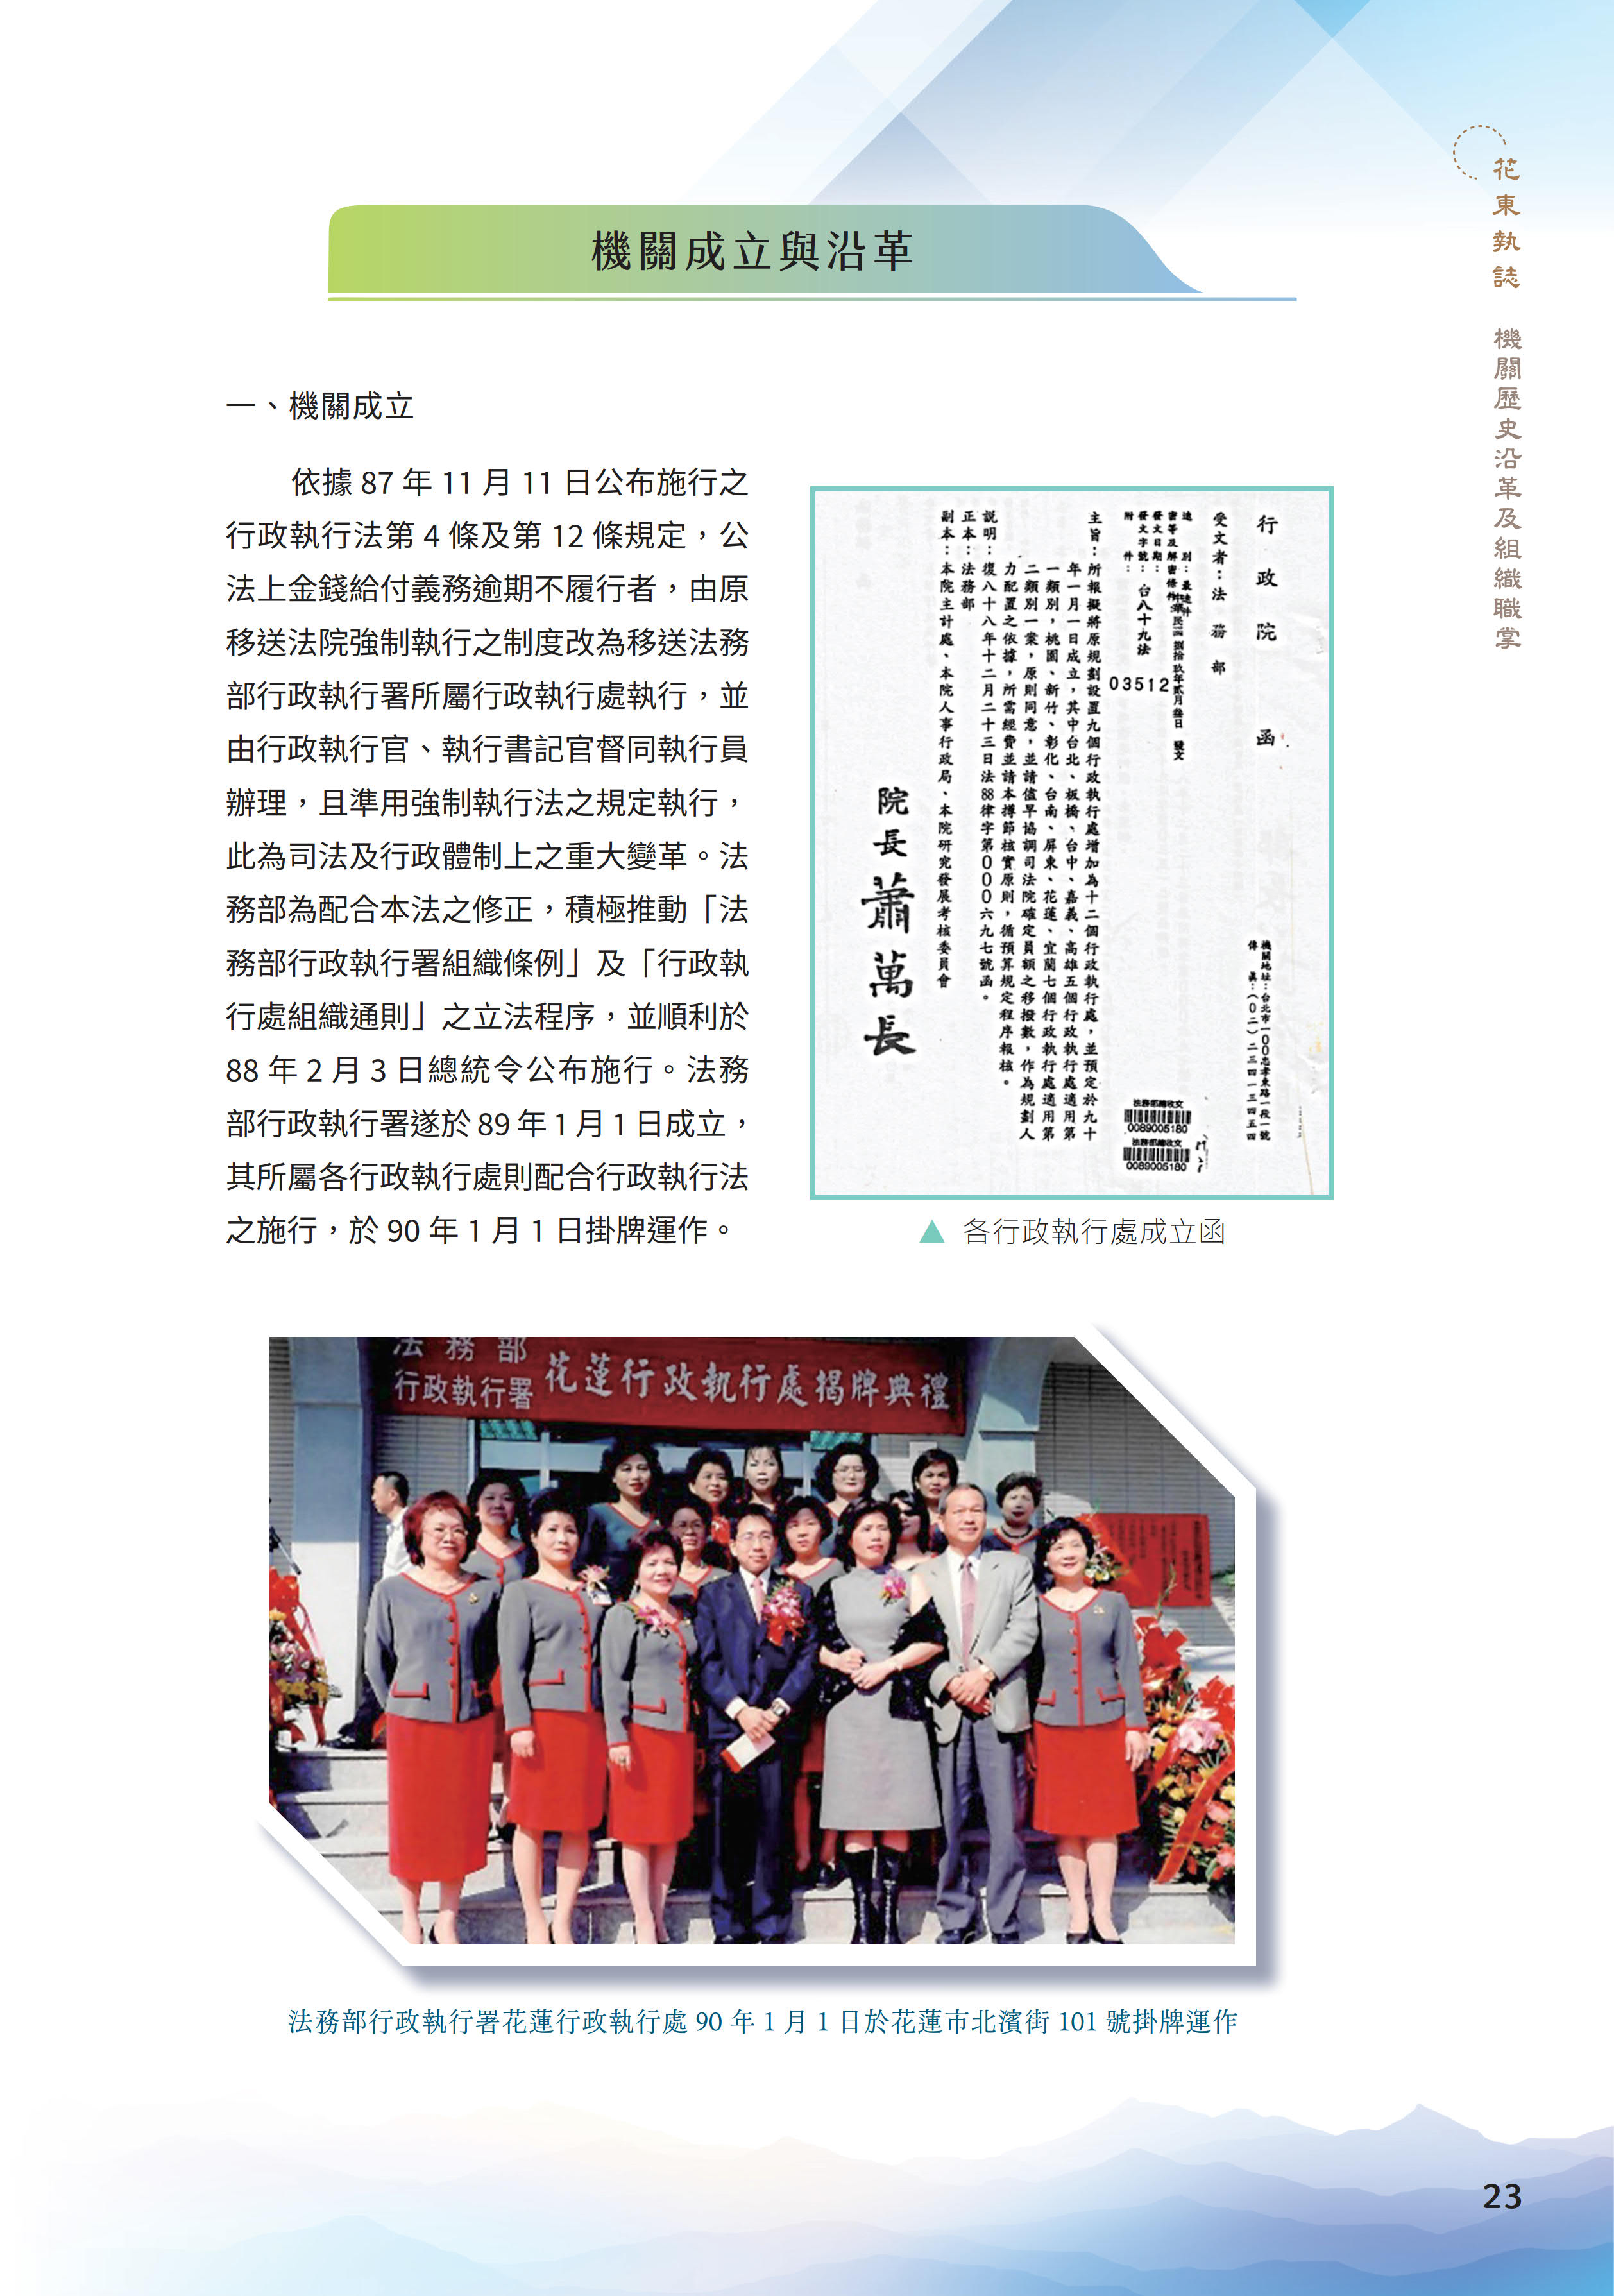 花東執誌 機關歷史沿革及組織職掌
機關成立與沿革
一、機關成立
依據 87 年 11 月 11 日公布施行之
行政執行法第 4 條及第 12 條規定，公
法上金錢給付義務逾期不履行者，由原
移送法院強制執行之制度改為移送法務
部行政執行署所屬行政執行處執行，並
由行政執行官、執行書記官督同執行員
辦理，且準用強制執行法之規定執行，
此為司法及行政體制上之重大變革。法
務部為配合本法之修正，積極推動「法
務部行政執行署組織條例」及「行政執
行處組織通則」之立法程序，並順利於
88 年 2 月 3 日總統令公布施行。法務
部行政執行署遂於 89 年 1 月 1 日成立，
其所屬各行政執行處則配合行政執行法
之施行，於 90 年 1 月 1 日掛牌運作。
行政院 函
機關地址：台北市一００忠孝東路一段一號
傳 真：（０二）二三四一三四五四
受文者：法務部
速別：最速件
密等及解密條件：
發文日期：中華民國捌拾玖年貳月叁日 發文
發文字號：台八十九法 03512
附件：
主旨：所報擬將原規劃設置九個行政執行處增加為十二個行政執行處，並預定於九十
年一月一日成立，其中台北、板橋、台中、嘉義、高雄五個行政執行處適用第
一類別，桃園、新竹、彰化、台南、屏東、花蓮、宜蘭七個行政執行處適用第
二類別一案，原則同意，並請儘早協調司法院確定員額之移撥數，作為規劃人
力配置之依據，所需經費並請本撙節核實原則，循預算規定程序報核。
說明：復八十八年十二月二十三日法88律字第０００六九七號函。
正本：法務部
副本：本院主計處、本院人事行政局、本院研究發展考核委員會
院長蕭萬長
法務部總收文
0089005180
法務部總收文
0089005180
▲ 各行政執行處成立函
法務部
行政執行署
花蓮行政執行處揭牌典禮
法務部行政執行署花蓮行政執行處 90 年 1 月 1 日於花蓮市北濱街 101 號掛牌運作
23